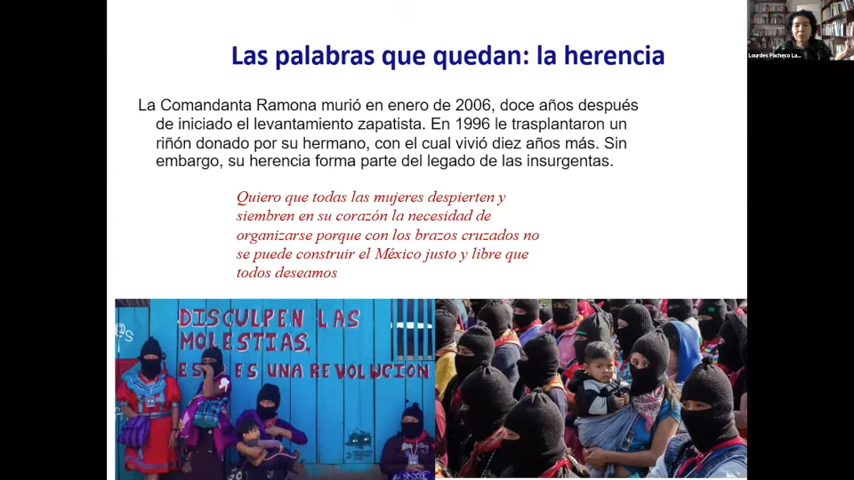 Las palabras que quedan: la herencia
Lourdes Pacheco La...
La Comandanta Ramona murió en enero de 2006, doce años después
de iniciado el levantamiento zapatista. En 1996 le trasplantaron un
riñón donado por su hermano, con el cual vivió diez años más. Sin
embargo, su herencia forma parte del legado de las insurgentas.
Quiero que todas las mujeres despierten y
siembren en su corazón la necesidad de
organizarse porque con los brazos cruzados no
se puede construir el México justo y libre que
todos deseamos
DISCULPEN LAS
MOLESTIAS.
ES UNA REVOLUCION